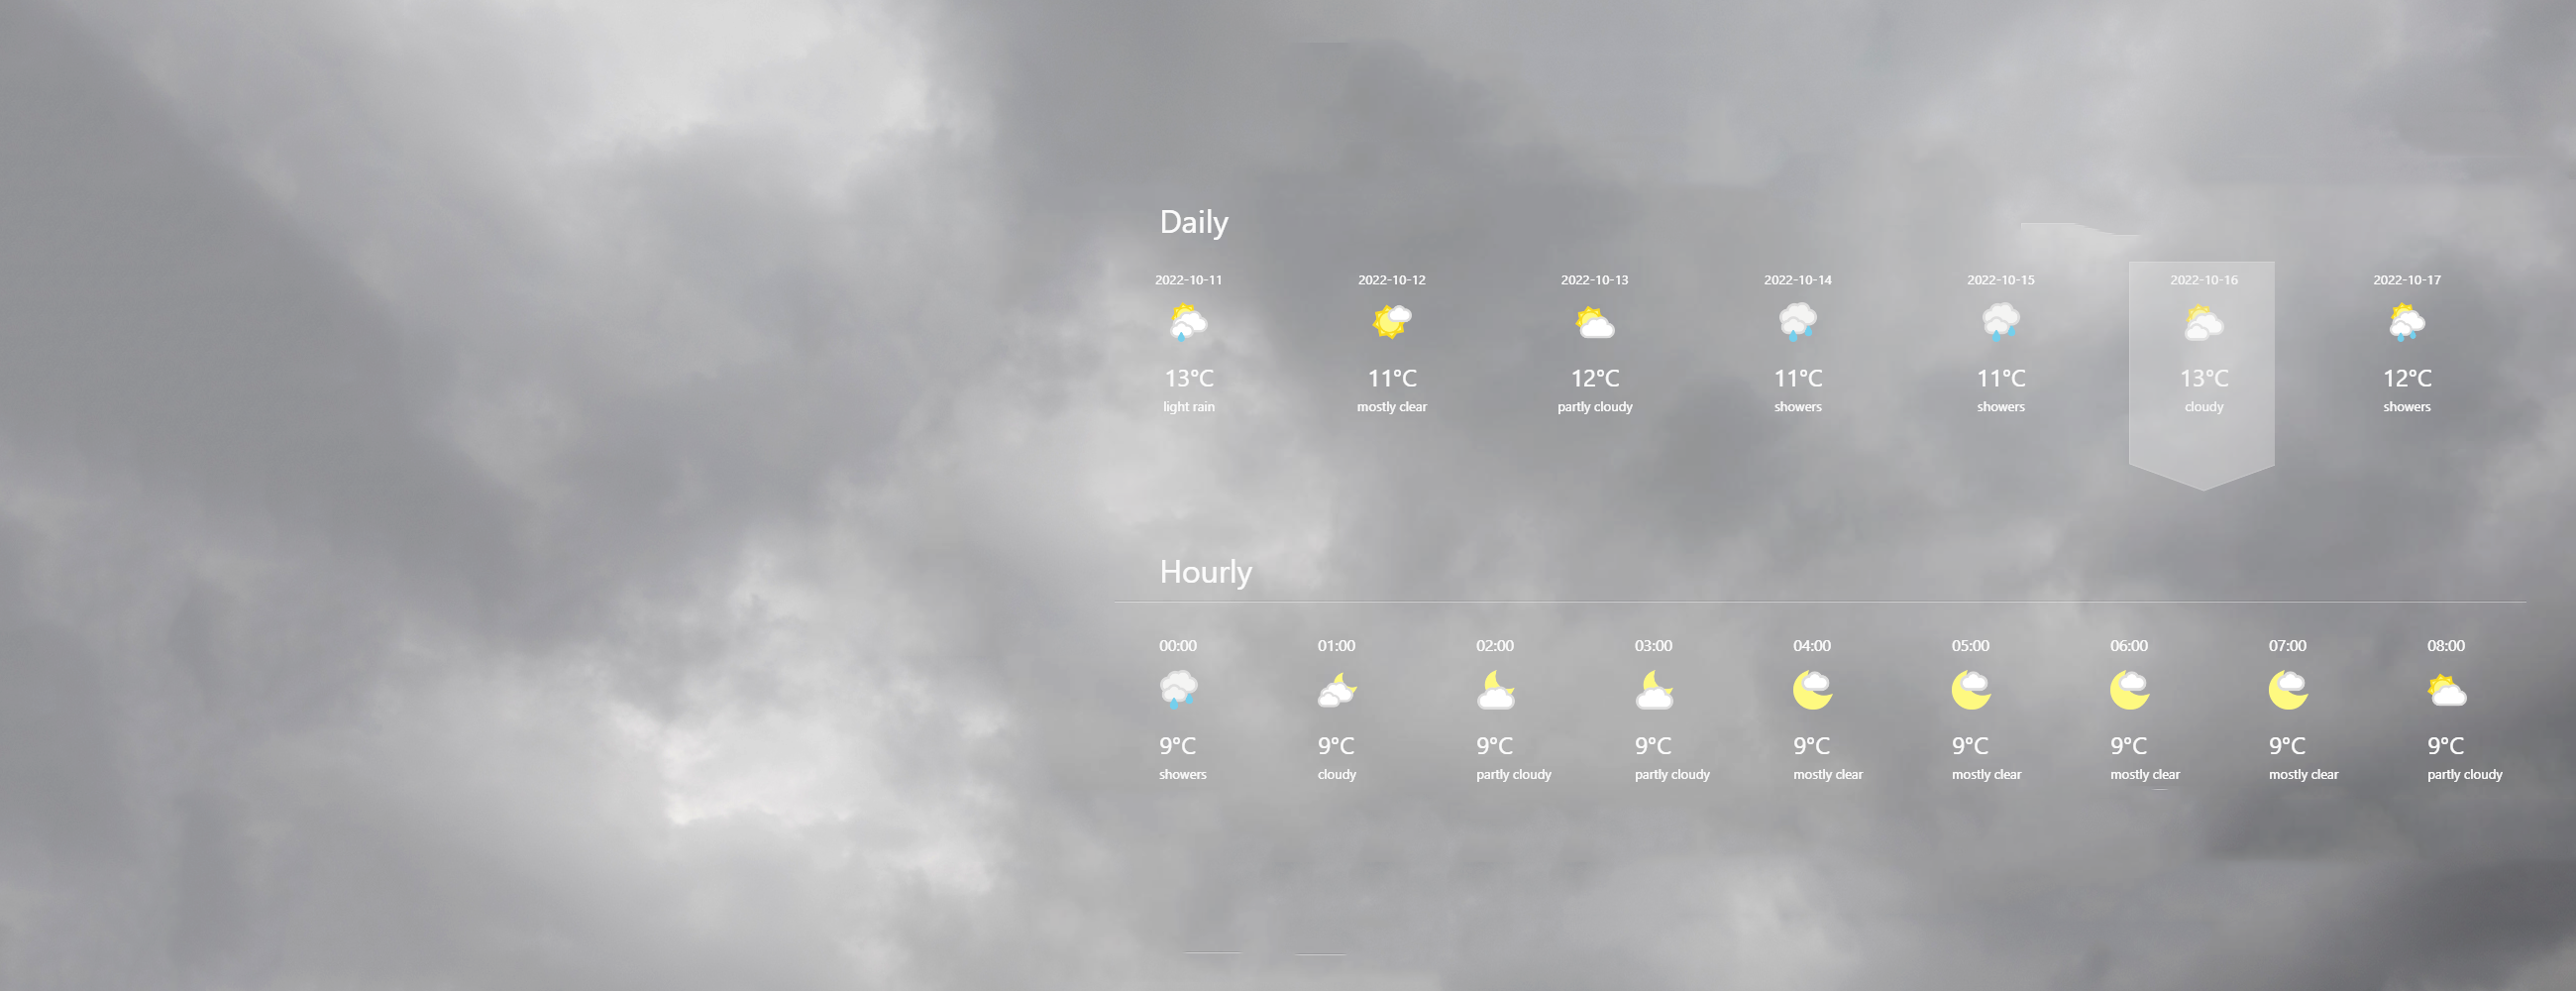 Daily
2022-10-11 2022-10-12 2022-10-13 2022-10-14 2022-10-15 2022-10-16 2022-10-17
13°C 11°C 12°C 11°C 11°C 13°C 12°C
light rain mostly clear partly cloudy showers showers cloudy showers
Hourly
00:00 01:00 02:00 03:00 04:00 05:00 06:00 07:00 08:00
9°C 9°C 9°C 9°C 9°C 9°C 9°C 9°C 9°C
showers cloudy partly cloudy partly cloudy mostly clear mostly clear mostly clear mostly clear partly cloudy